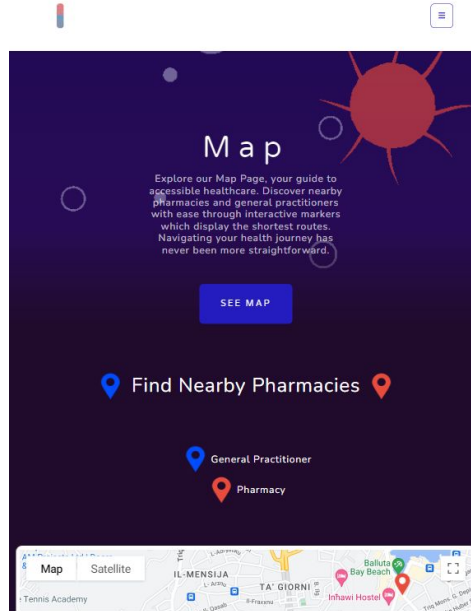 Map
Explore our Map Page, your guide to
accessible healthcare. Discover nearby
pharmacies and general practitioners
with ease through interactive markers
which display the shortest routes.
Navigating your health journey has
never been more straightforward.
SEE MAP
Find Nearby Pharmacies
General Practitioner
Pharmacy
Map
Satellite
IL-MENSIJA
TA' GIORNI
Balluta
Bay Beach
Inħawi Hostel
Tennis Academy